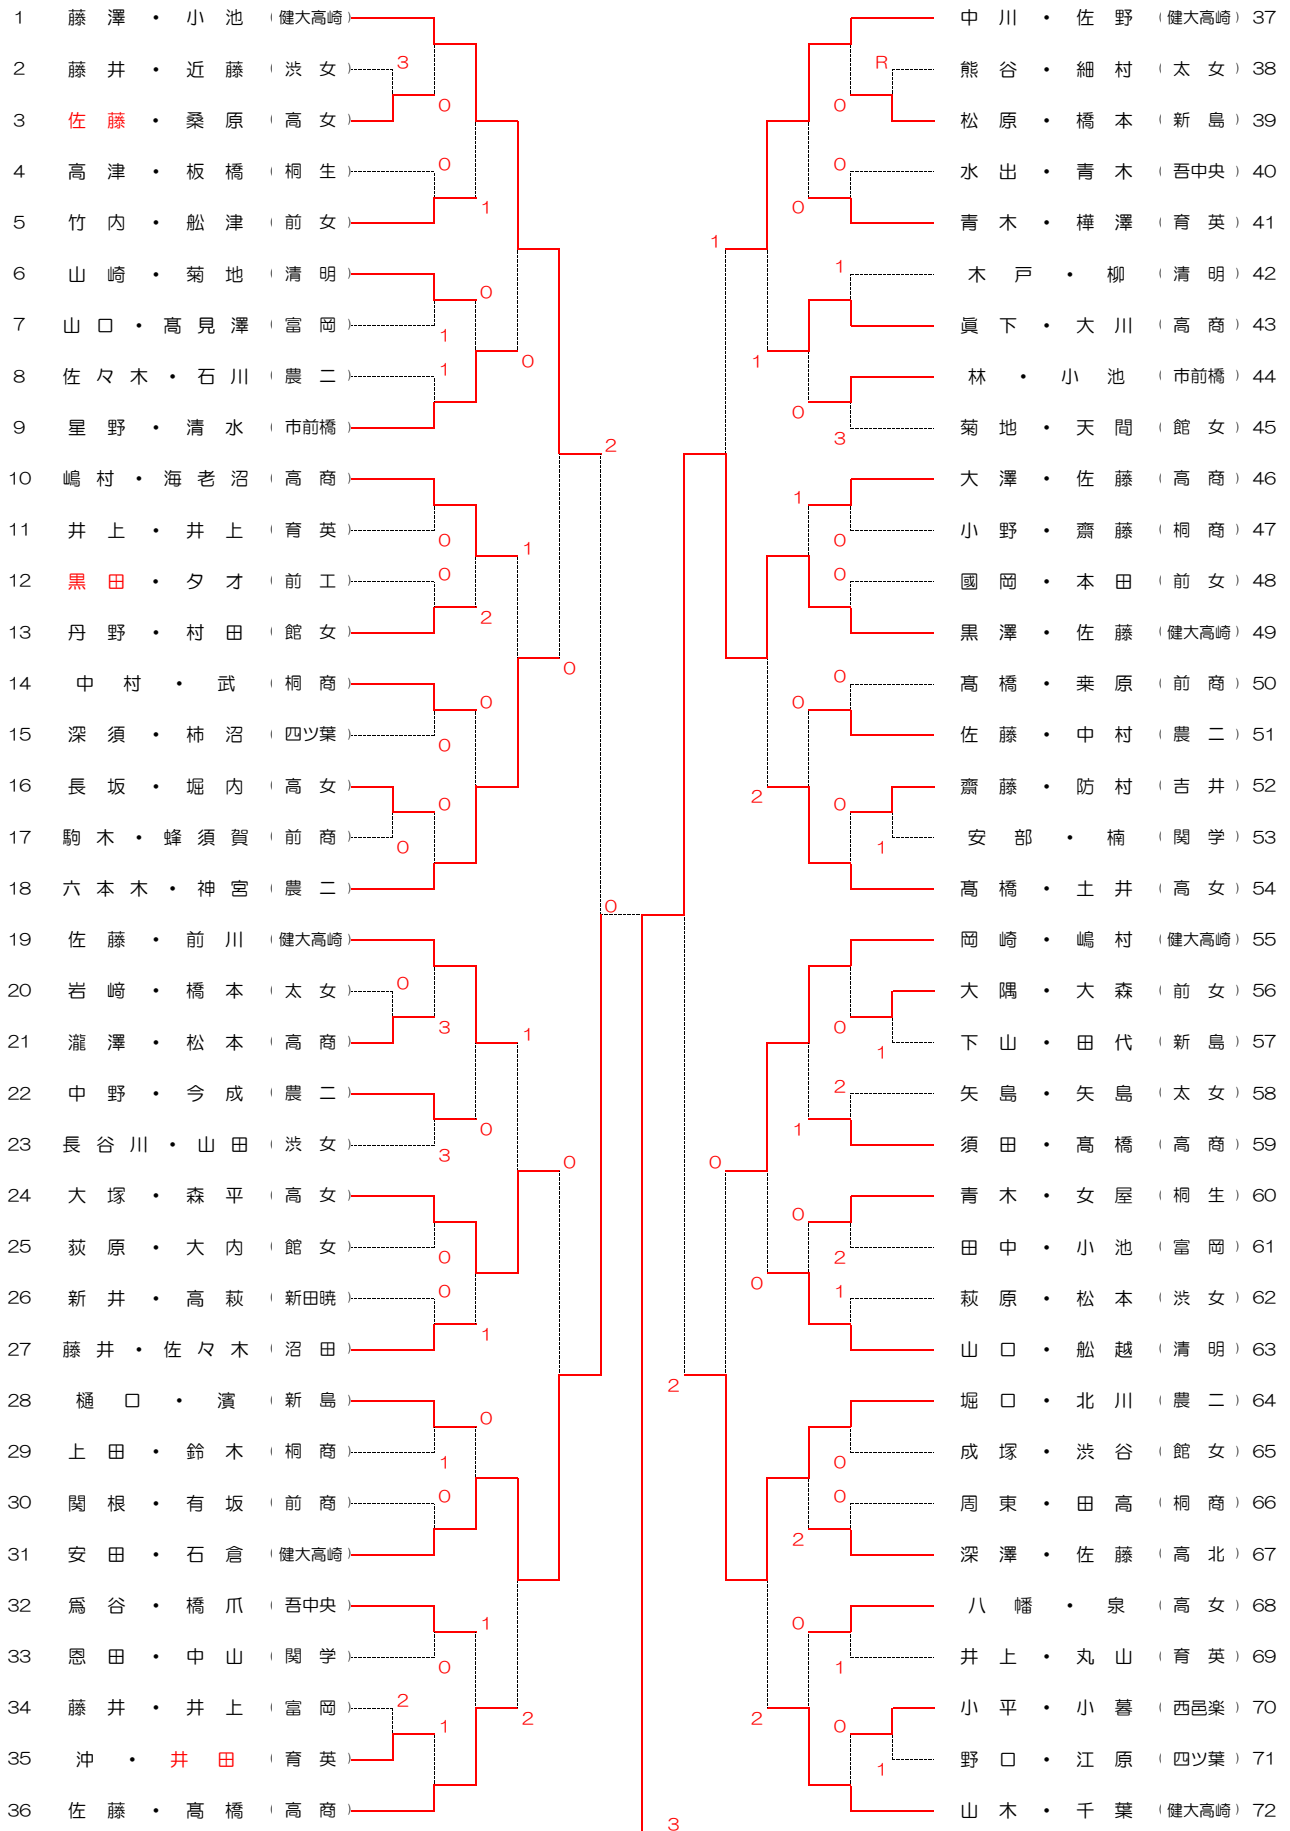 1 藤澤・小池 (健大高崎)
2 藤井・近藤 (渋女)
3 佐藤・桑原 (高女)
4 高津・板橋 (桐生)
5 竹内・舩津 (前女)
6 山崎・菊地 (清明)
7 山口・髙見澤 (富岡)
8 佐々木・石川 (農二)
9 星野・清水 (市前橋)
10 嶋村・海老沼 (高商)
11 井上・井上 (育英)
12 黒田・タオ (前工)
13 丹野・村田 (館女)
14 中村・武 (桐商)
15 深須・柿沼 (四ツ葉)
16 長坂・堀内 (高女)
17 駒木・蜂須賀 (前商)
18 六本木・神宮 (農二)
19 佐藤・前川 (健大高崎)
20 岩﨑・橋本 (太女)
21 瀧澤・松本 (高商)
22 中野・今成 (農二)
23 長谷川・山田 (渋女)
24 大塚・森平 (高女)
25 荻原・大内 (館女)
26 新井・高萩 (新田暁)
27 藤井・佐々木 (沼田)
28 樋口・濱 (新島)
29 上田・鈴木 (桐商)
30 関根・有坂 (前商)
31 安田・石倉 (健大高崎)
32 爲谷・橋爪 (吾中央)
33 恩田・中山 (関学)
34 藤井・井上 (富岡)
35 沖・井田 (育英)
36 佐藤・髙橋 (高商)
3
0
0
1
0
1
1
0
2
0
1
0
2
0
0
0
0
0
0
0
3
1
0
3
0
0
0
1
0
1
0
1
0
2
1
2
3
中川・佐野 (健大高崎) 37
熊谷・細村 (太女) 38
松原・橋本 (新島) 39
水出・青木 (吾中央) 40
青木・樺澤 (育英) 41
木戸・柳 (清明) 42
眞下・大川 (高商) 43
林・小池 (市前橋) 44
菊地・天間 (館女) 45
大澤・佐藤 (高商) 46
小野・齋藤 (桐商) 47
國岡・本田 (前女) 48
黒澤・佐藤 (健大高崎) 49
髙橋・乗原 (前商) 50
佐藤・中村 (農二) 51
齋藤・防村 (吉井) 52
安部・楠 (関学) 53
髙橋・土井 (高女) 54
岡崎・嶋村 (健大高崎) 55
大隅・大森 (前女) 56
下山・田代 (新島) 57
矢島・矢島 (太女) 58
須田・髙橋 (高商) 59
青木・女屋 (桐生) 60
田中・小池 (富岡) 61
萩原・松本 (渋女) 62
山口・舩越 (清明) 63
堀口・北川 (農二) 64
成塚・渋谷 (館女) 65
周東・田高 (桐商) 66
深澤・佐藤 (高北) 67
八幡・泉 (高女) 68
井上・丸山 (育英) 69
小平・小暮 (西邑楽) 70
野口・江原 (四ツ葉) 71
山木・千葉 (健大高崎) 72
R
0
0
0
1
1
1
0
3
1
0
0
0
0
2
0
1
0
1
2
1
0
0
2
0
1
2
0
0
2
0
1
2
0
1